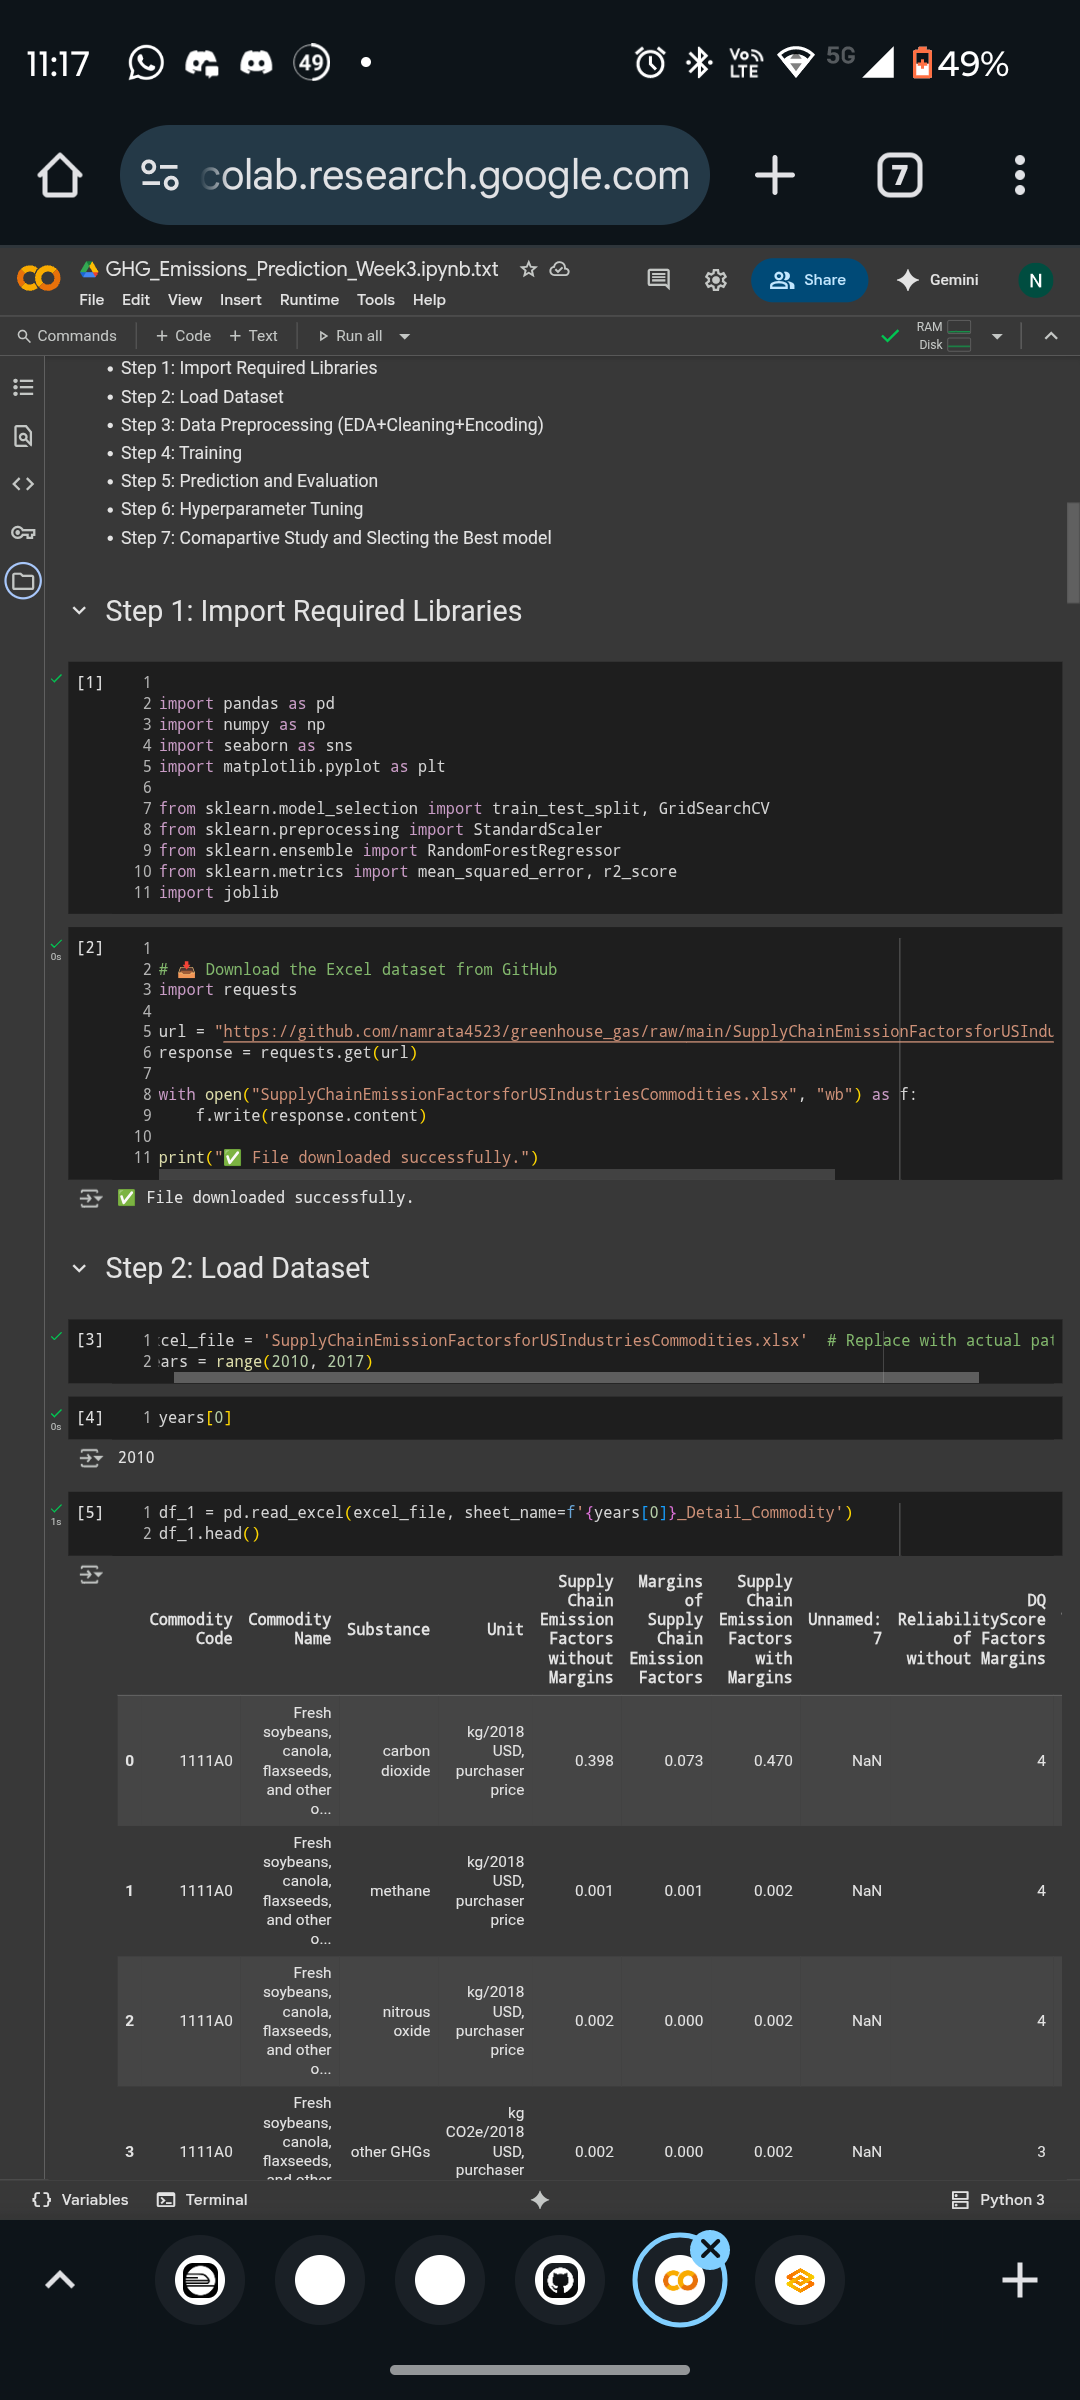 11:17
49
Vo
LTE
5G
49%
colab.research.google.com
7
GHG_Emissions_Prediction_Week3.ipynb.txt
File Edit View Insert Runtime Tools Help
Share
Gemini
N
Commands
+ Code
+ Text
Run all
RAM
Disk
• Step 1: Import Required Libraries
• Step 2: Load Dataset
• Step 3: Data Preprocessing (EDA+Cleaning+Encoding)
• Step 4: Training
• Step 5: Prediction and Evaluation
• Step 6: Hyperparameter Tuning
• Step 7: Comapartive Study and Slecting the Best model
Step 1: Import Required Libraries
[1]
1
2 import pandas as pd
3 import numpy as np
4 import seaborn as sns
5 import matplotlib.pyplot as plt
6
7 from sklearn.model_selection import train_test_split, GridSearchCV
8 from sklearn.preprocessing import StandardScaler
9 from sklearn.ensemble import RandomForestRegressor
10 from sklearn.metrics import mean_squared_error, r2_score
11 import joblib
[2]
0s
1
2 # 📥 Download the Excel dataset from GitHub
3 import requests
4
5 url = "https://github.com/namrata4523/greenhouse_gas/raw/main/SupplyChainEmissionFactorsforUSIndu
6 response = requests.get(url)
7
8 with open("SupplyChainEmissionFactorsforUSIndustriesCommodities.xlsx", "wb") as f:
9     f.write(response.content)
10
11 print("✅ File downloaded successfully.")
✅ File downloaded successfully.
Step 2: Load Dataset
[3]
1 cel_file = 'SupplyChainEmissionFactorsforUSIndustriesCommodities.xlsx'  # Replace with actual pat
2 ars = range(2010, 2017)
[4]
0s
1 years[0]
2010
[5]
1s
1 df_1 = pd.read_excel(excel_file, sheet_name=f'{years[0]}_Detail_Commodity')
2 df_1.head()
Commodity Code
Commodity Name
Substance
Unit
Supply Chain Emission Factors without Margins
Margins of Supply Chain Emission Factors
Supply Chain Emission Factors with Margins
Unnamed: 7
DQ ReliabilityScore of Factors without Margins
0 1111A0 Fresh soybeans, canola, flaxseeds, and other o... carbon dioxide kg/2018 USD, purchaser price 0.398 0.073 0.470 NaN 4
1 1111A0 Fresh soybeans, canola, flaxseeds, and other o... methane kg/2018 USD, purchaser price 0.001 0.001 0.002 NaN 4
2 1111A0 Fresh soybeans, canola, flaxseeds, and other o... nitrous oxide kg/2018 USD, purchaser price 0.002 0.000 0.002 NaN 4
3 1111A0 Fresh soybeans, canola, flaxseeds, and other other GHGs kg CO2e/2018 USD, purchaser 0.002 0.000 0.002 NaN 3
Variables
Terminal
Python 3